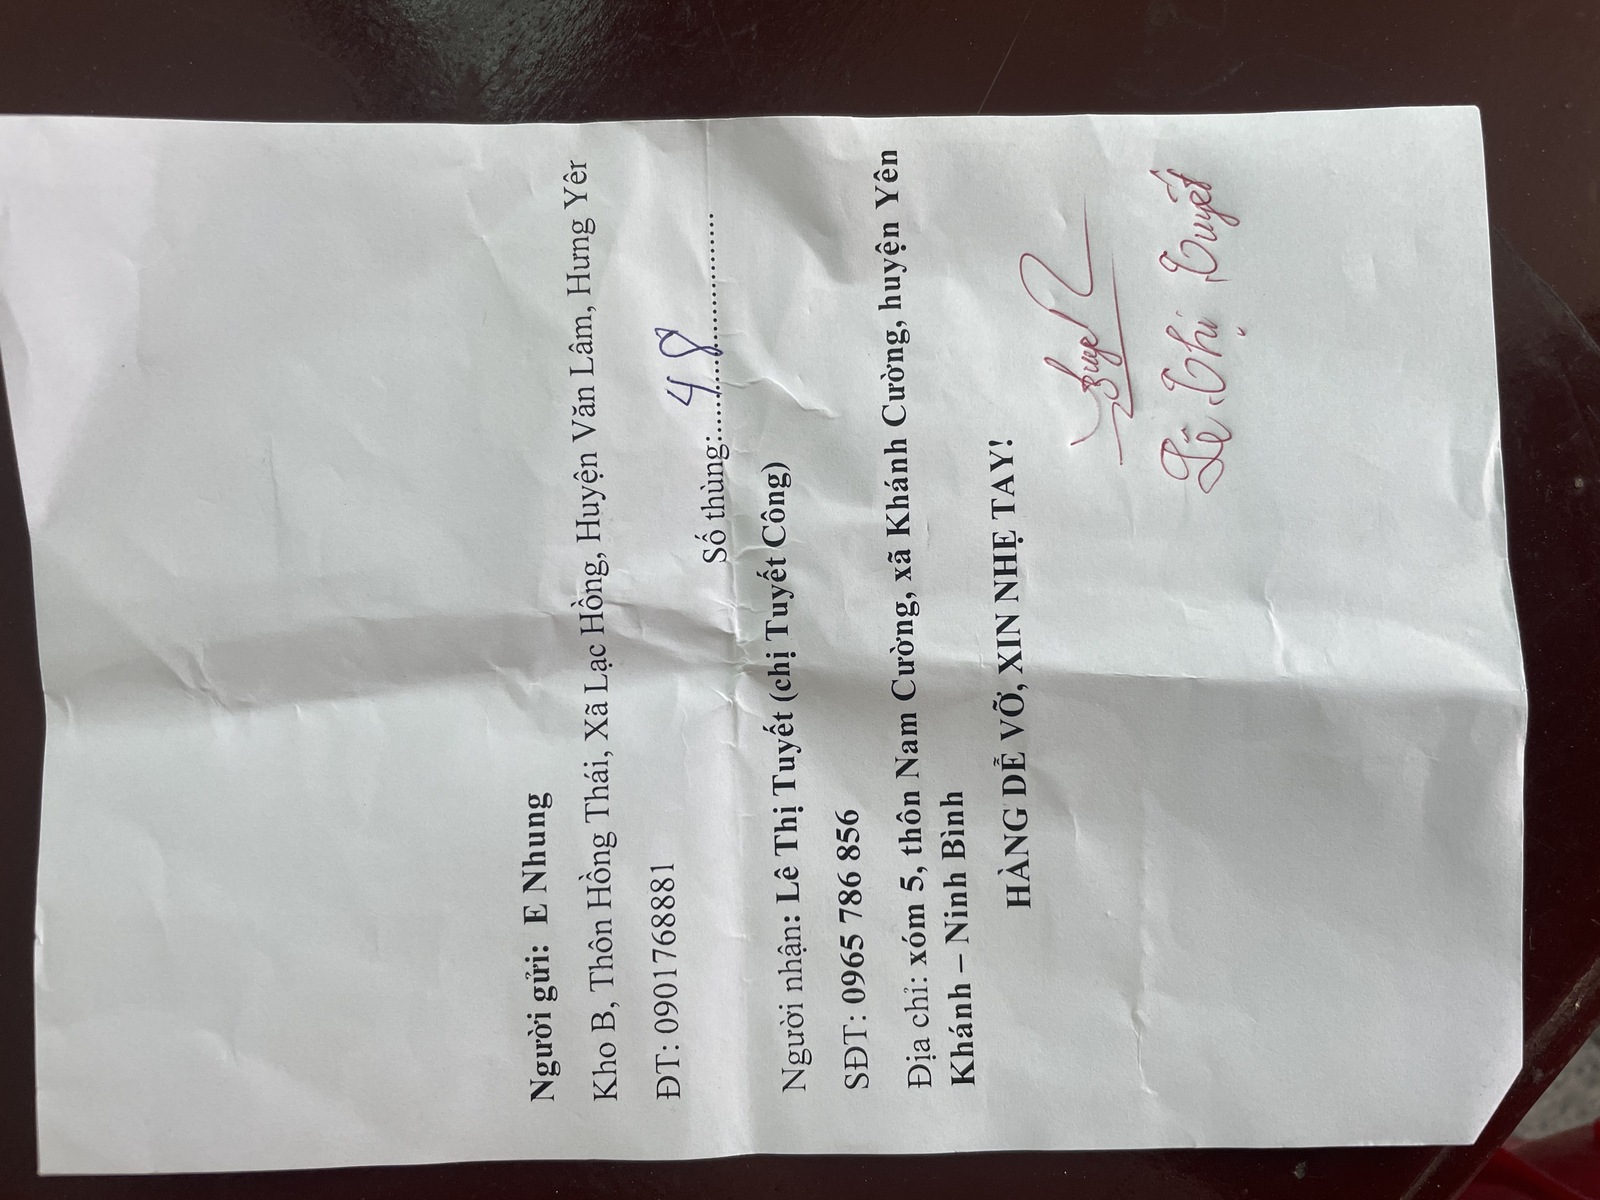 Người gửi: E Nhung
Kho B, Thôn Hồng Thái, Xã Lạc Hồng, Huyện Văn Lâm, Hưng Yên
ĐT: 0901768881
Số thùng:.....48.....................
Người nhận: Lê Thị Tuyết (chị Tuyết Công)
SĐT: 0965 786 856
Địa chỉ: xóm 5, thôn Nam Cường, xã Khánh Cường, huyện Yên
Khánh – Ninh Bình
HÀNG DỄ VỠ, XIN NHẸ TAY!
Lê Thị Tuyết